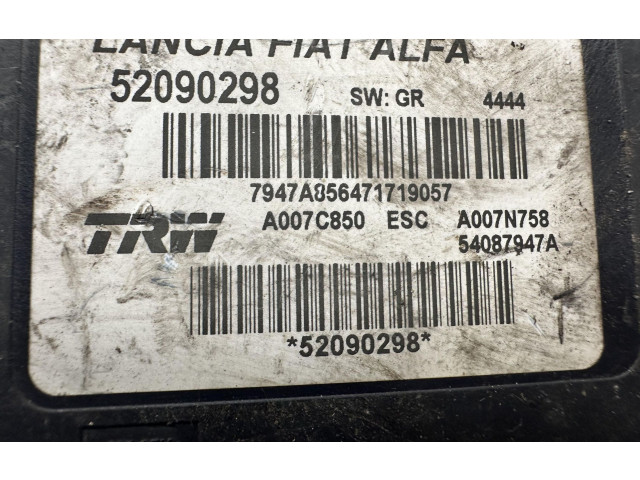 LANCIA FIAT ALFA
52090298 SW: GR 4444
7947A856471719057
TRW A007C850 ESC A007N758
54087947A
*52090298*